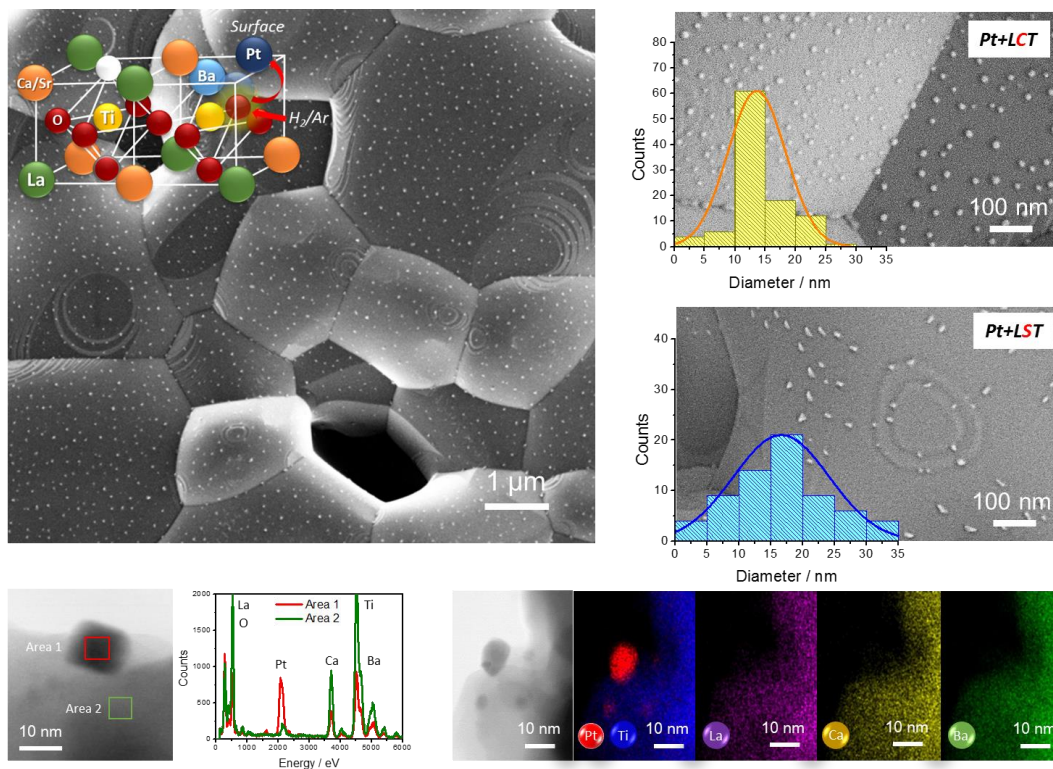 Surface
Pt
Ca/Sr
Ba
O
Ti
H2/Ar
La
1 µm
Pt+LCT
80
60
40
30
20
10
0
Counts
100 nm
0 5 10 15 20 25 30 35
Diameter / nm
Pt+LST
40
30
20
10
0
Counts
100 nm
0 5 10 15 20 25 30 35
Diameter / nm
Area 1
Area 2
10 nm
2000
1500
1000
500
0
Counts
La
O
Area 1
Area 2
Ti
Pt
Ca
Ba
0 1000 2000 3000 4000 5000 6000
Energy / eV
10 nm
Pt
Ti
10 nm
La
10 nm
Ca
10 nm
Ba
10 nm